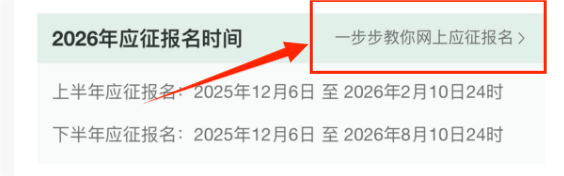 2026年应征报名时间 一步步教你网上应征报名 >
上半年应征报名：2025年12月6日 至 2026年2月10日24时
下半年应征报名：2025年12月6日 至 2026年8月10日24时